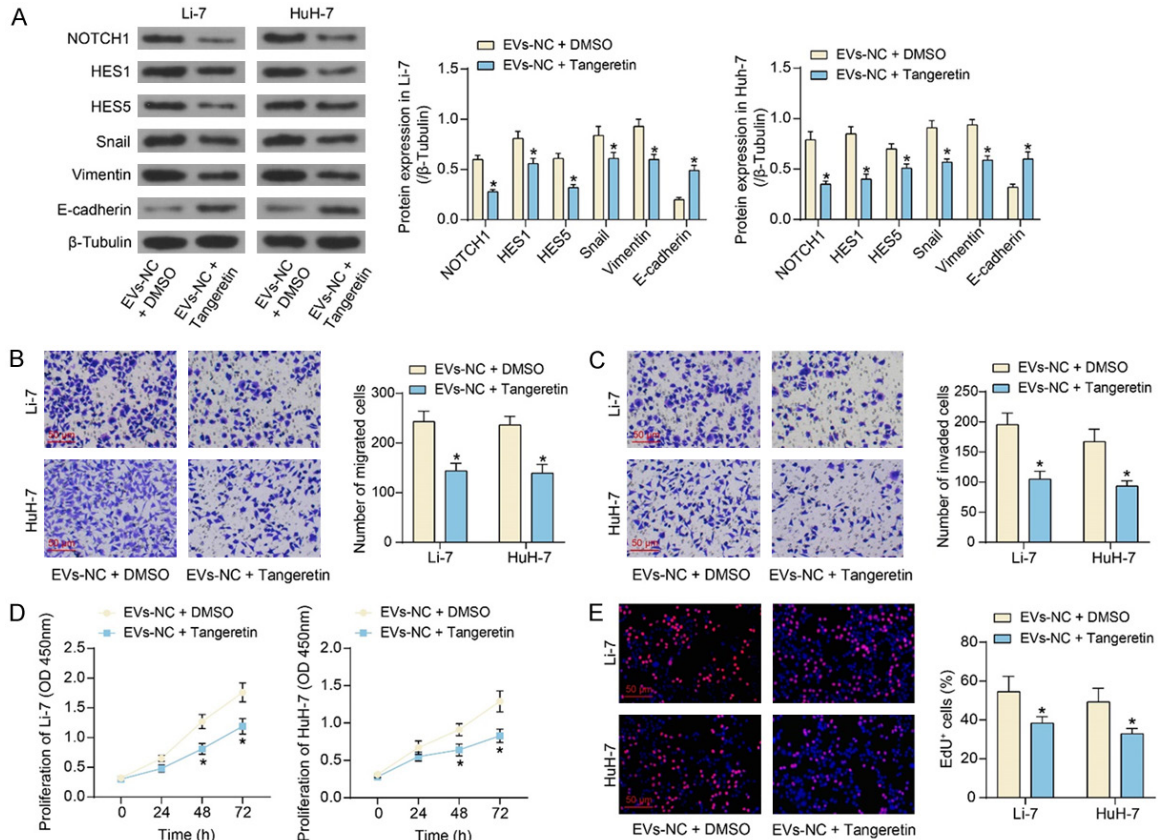 A
Li-7
HuH-7
NOTCH1
HES1
HES5
Snail
Vimentin
E-cadherin
β-Tubulin
EVs-NC
+ DMSO
EVs-NC +
Tangeretin
EVs-NC
+ DMSO
EVs-NC +
Tangeretin
EVs-NC + DMSO
EVs-NC + Tangeretin
Protein expression in Li-7
(/β-Tubulin)
1.5
1.0
0.5
0.0
* * * * * *
NOTCH1
HES1
HES5
Snail
Vimentin
E-cadherin
EVs-NC + DMSO
EVs-NC + Tangeretin
Protein expression in Huh-7
(/β-Tubulin)
1.5
1.0
0.5
0.0
* * * * * *
NOTCH1
HES1
HES5
Snail
Vimentin
E-cadherin
B
Li-7
50 μm
HuH-7
50 μm
EVs-NC + DMSO
EVs-NC + Tangeretin
EVs-NC + DMSO
EVs-NC + Tangeretin
Number of migrated cells
300
200
100
0
* *
Li-7
HuH-7
C
Li-7
50 μm
HuH-7
50 μm
EVs-NC + DMSO
EVs-NC + Tangeretin
EVs-NC + DMSO
EVs-NC + Tangeretin
Number of invaded cells
250
200
150
100
50
0
* *
Li-7
HuH-7
D
EVs-NC + DMSO
EVs-NC + Tangeretin
Proliferation of Li-7 (OD 450nm)
2.5
2.0
1.5
1.0
0.5
0.0
* *
0 24 48 72
Time (h)
EVs-NC + DMSO
EVs-NC + Tangeretin
Proliferation of HuH-7 (OD 450nm)
2.0
1.5
1.0
0.5
0.0
* *
0 24 48 72
Time (h)
E
Li-7
50 μm
HuH-7
50 μm
EVs-NC + DMSO
EVs-NC + Tangeretin
EVs-NC + DMSO
EVs-NC + Tangeretin
EdU⁺ cells (%)
80
60
40
20
0
* *
Li-7
HuH-7